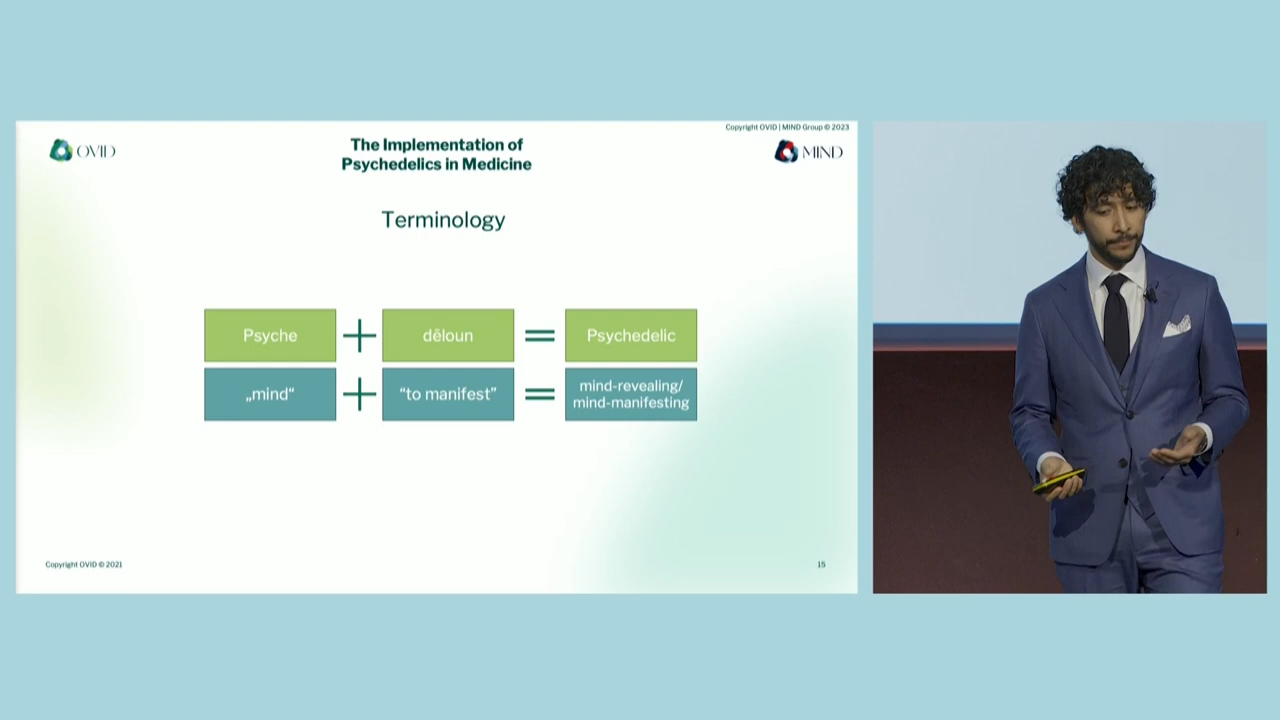 Copyright OVID | MIND Group © 2023
OVID
The Implementation of
Psychedelics in Medicine
MIND
Terminology
Psyche + dēloun = Psychedelic
„mind“ + “to manifest” = mind-revealing/
mind-manifesting
Copyright OVID © 2021
15